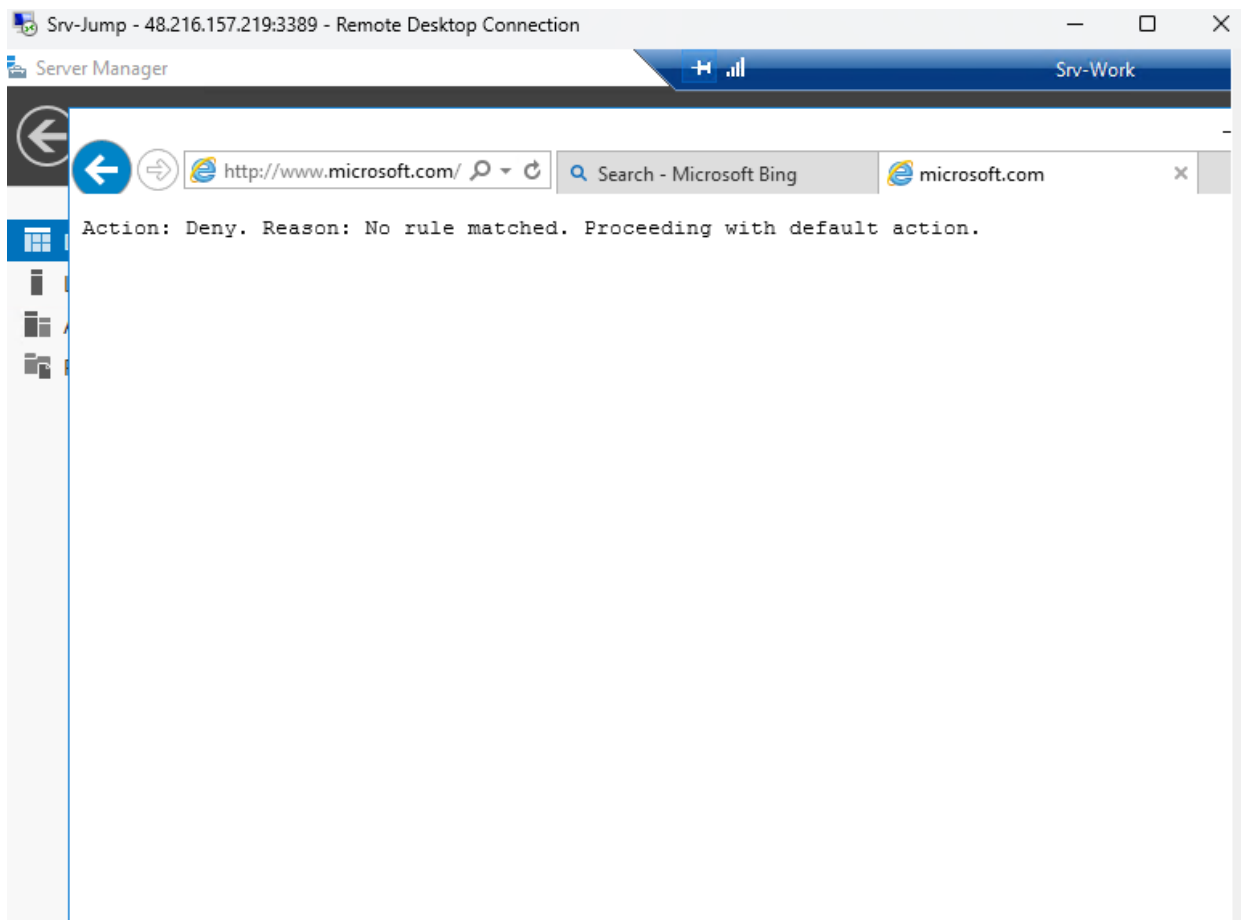 Srv-Jump - 48.216.157.219:3389 - Remote Desktop Connection
Server Manager
Srv-Work
http://www.microsoft.com/
Search - Microsoft Bing
microsoft.com
Action: Deny. Reason: No rule matched. Proceeding with default action.